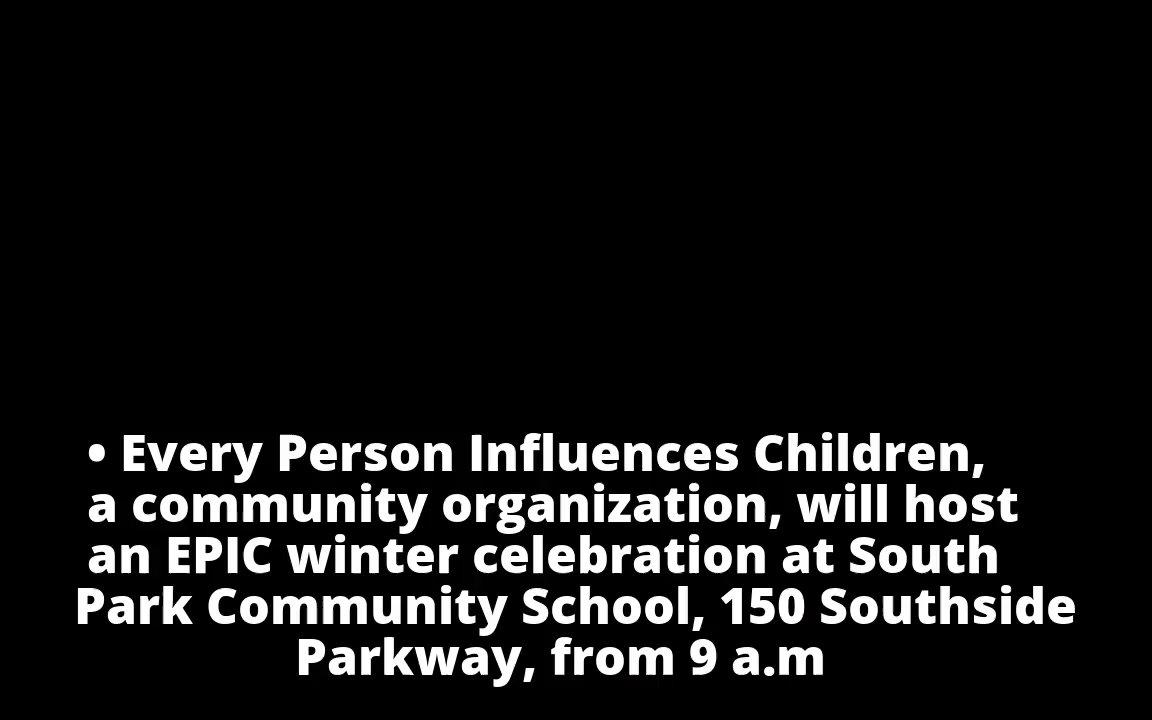 • Every Person Influences Children,
a community organization, will host
an EPIC winter celebration at South
Park Community School, 150 Southside
Parkway, from 9 a.m